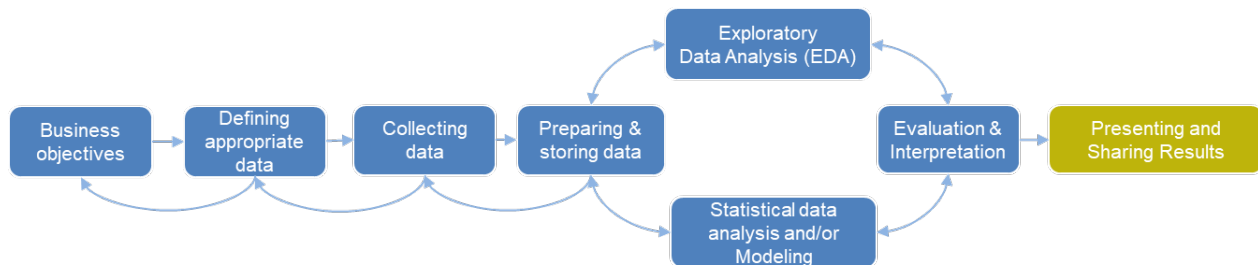 Business
objectives
Defining
appropriate
data
Collecting
data
Preparing &
storing data
Exploratory
Data Analysis (EDA)
Statistical data
analysis and/or
Modeling
Evaluation &
Interpretation
Presenting and
Sharing Results